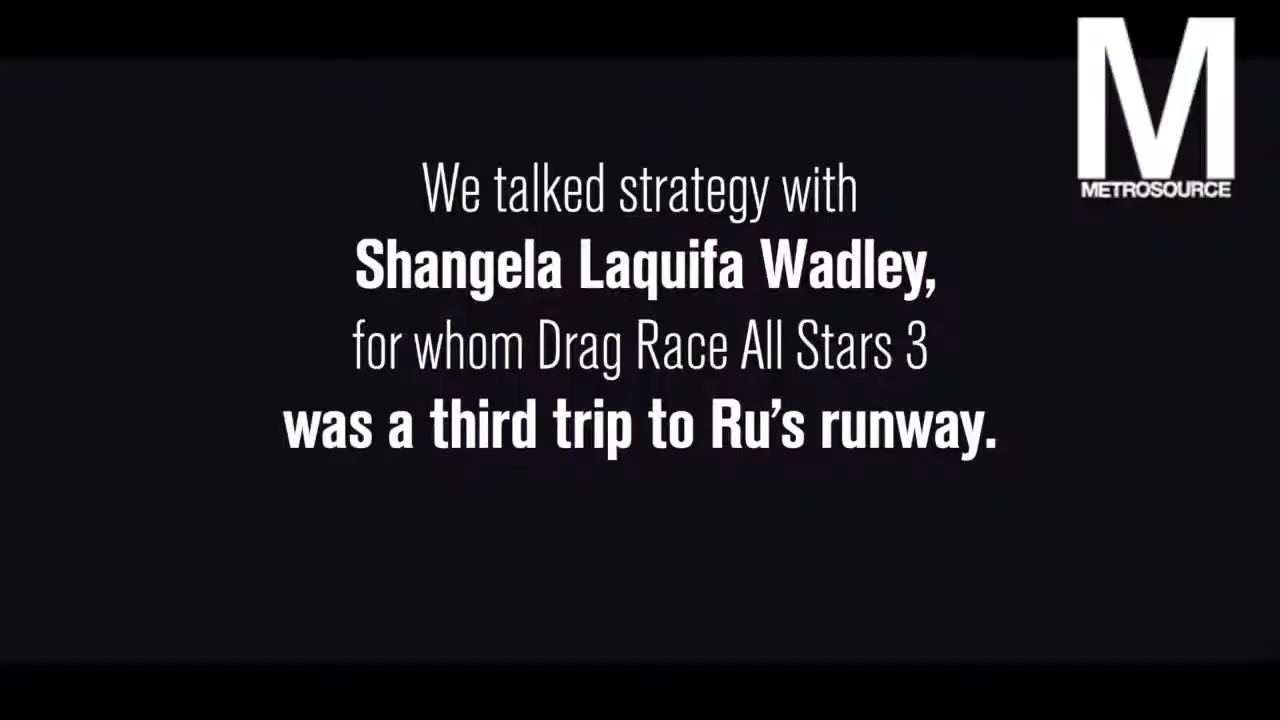 M
METROSOURCE
We talked strategy with
Shangela Laquifa Wadley,
for whom Drag Race All Stars 3
was a third trip to Ru’s runway.